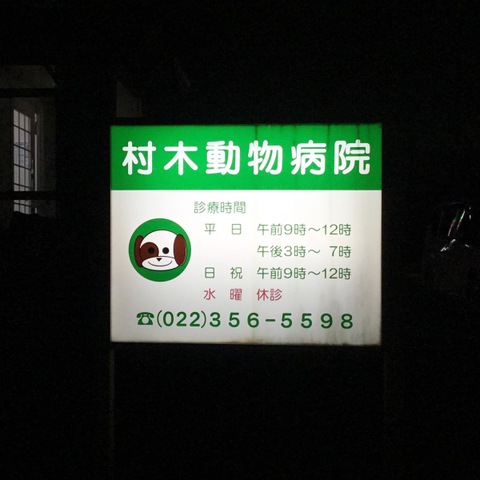 村木動物病院
診療時間
平 日 午前9時〜12時
午後3時〜 7時
日 祝 午前9時〜12時
水 曜 休診
☎(022)356-5598